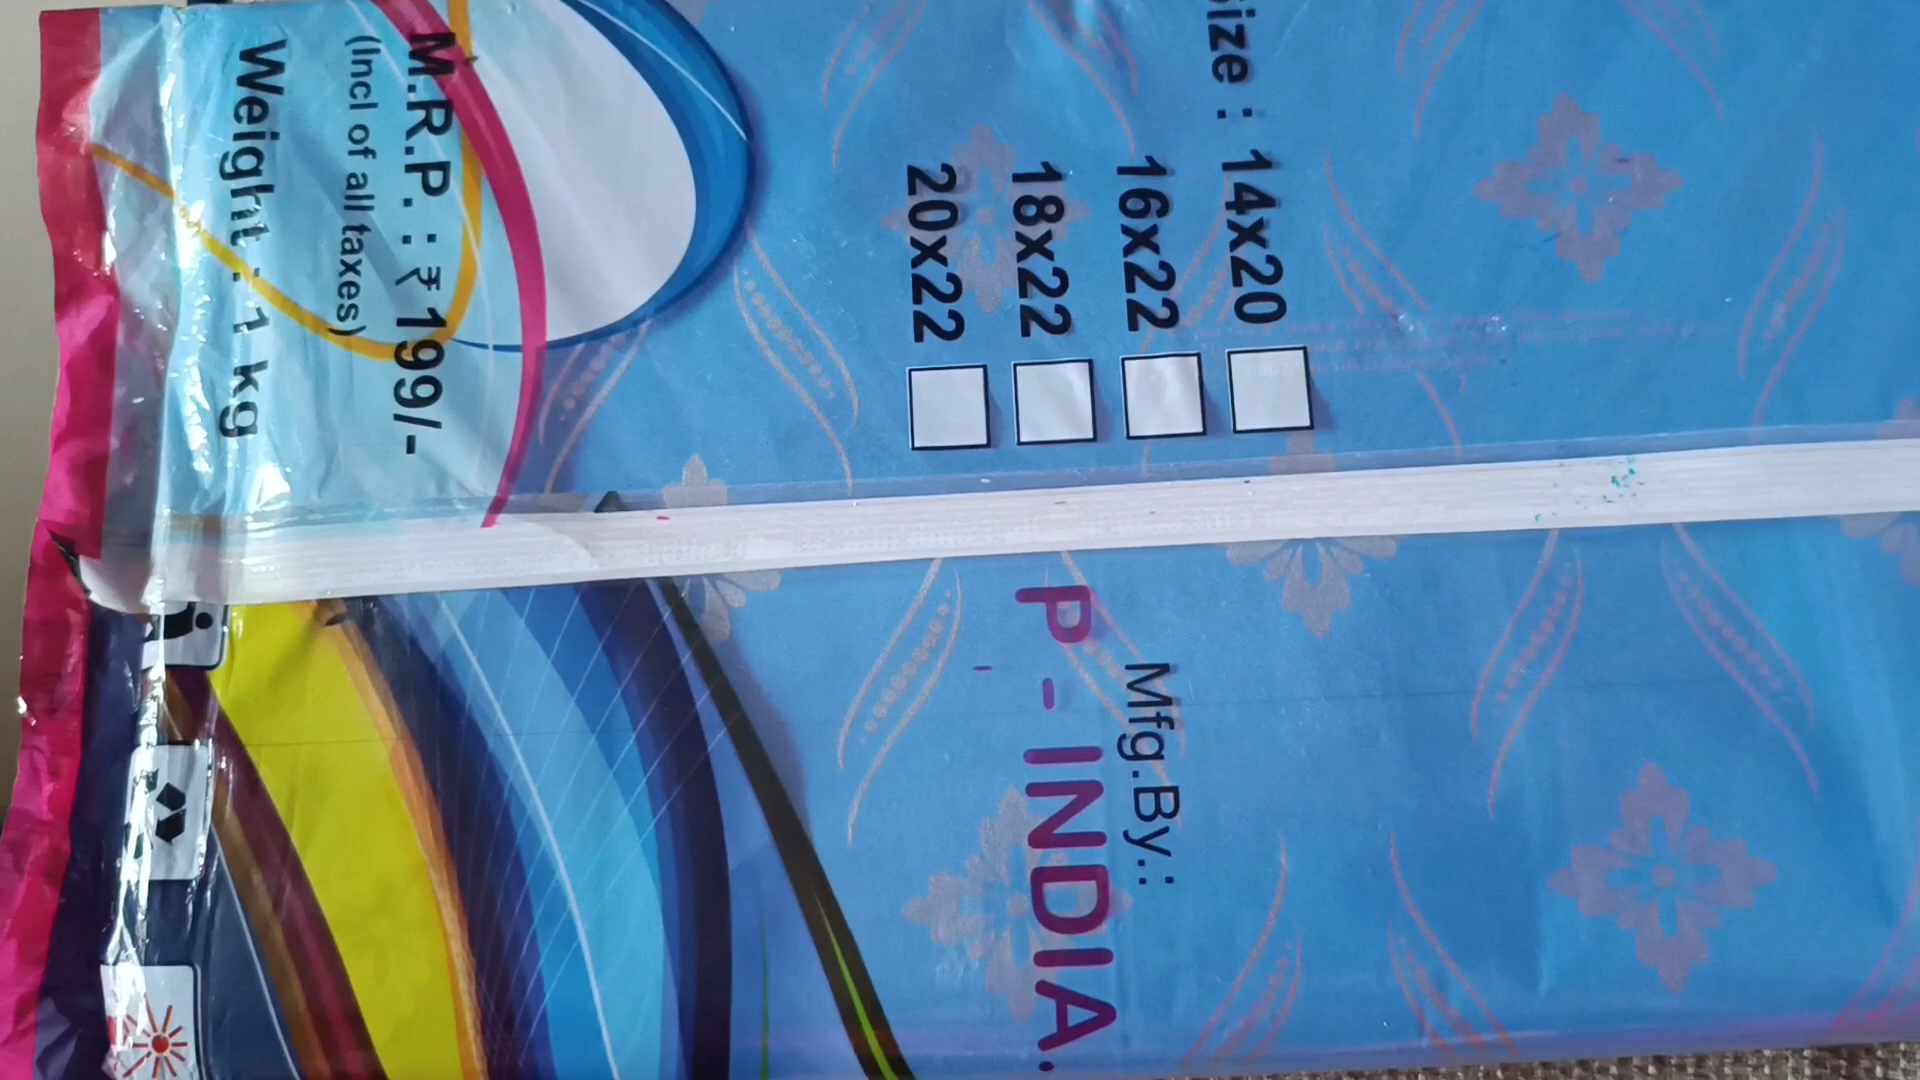 Size : 14x20
16x22
18x22
20x22
M.R.P. : ₹ 199/-
(Incl of all taxes)
Weight : 1 kg
Mfg.By.:
P - INDIA.